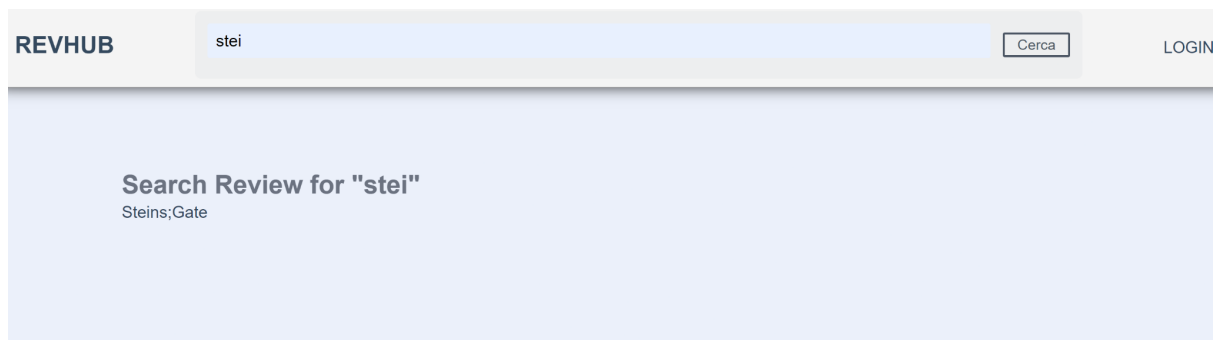 REVHUB
stei
Cerca
LOGIN
Search Review for "stei"
Steins;Gate